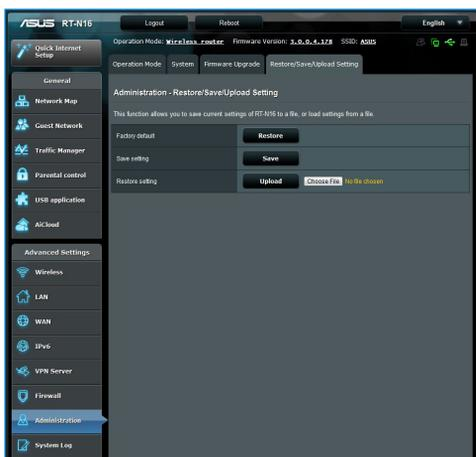 ASUS RT-N16
Logout Reboot English
Quick Internet Setup
Operation Mode: Wireless router Firmware Version: 3.0.0.4.178 SSID: ASUS
Operation Mode System Firmware Upgrade Restore/Save/Upload Setting
General
Network Map
Guest Network
Traffic Manager
Parental control
USB application
AiCloud
Advanced Settings
Wireless
LAN
WAN
IPv6
VPN Server
Firewall
Administration
System Log
Administration - Restore/Save/Upload Setting
This function allows you to save current settings of RT-N16 to a file, or load settings from a file.
Factory default Restore
Save setting Save
Restore setting Upload Choose File No file chosen